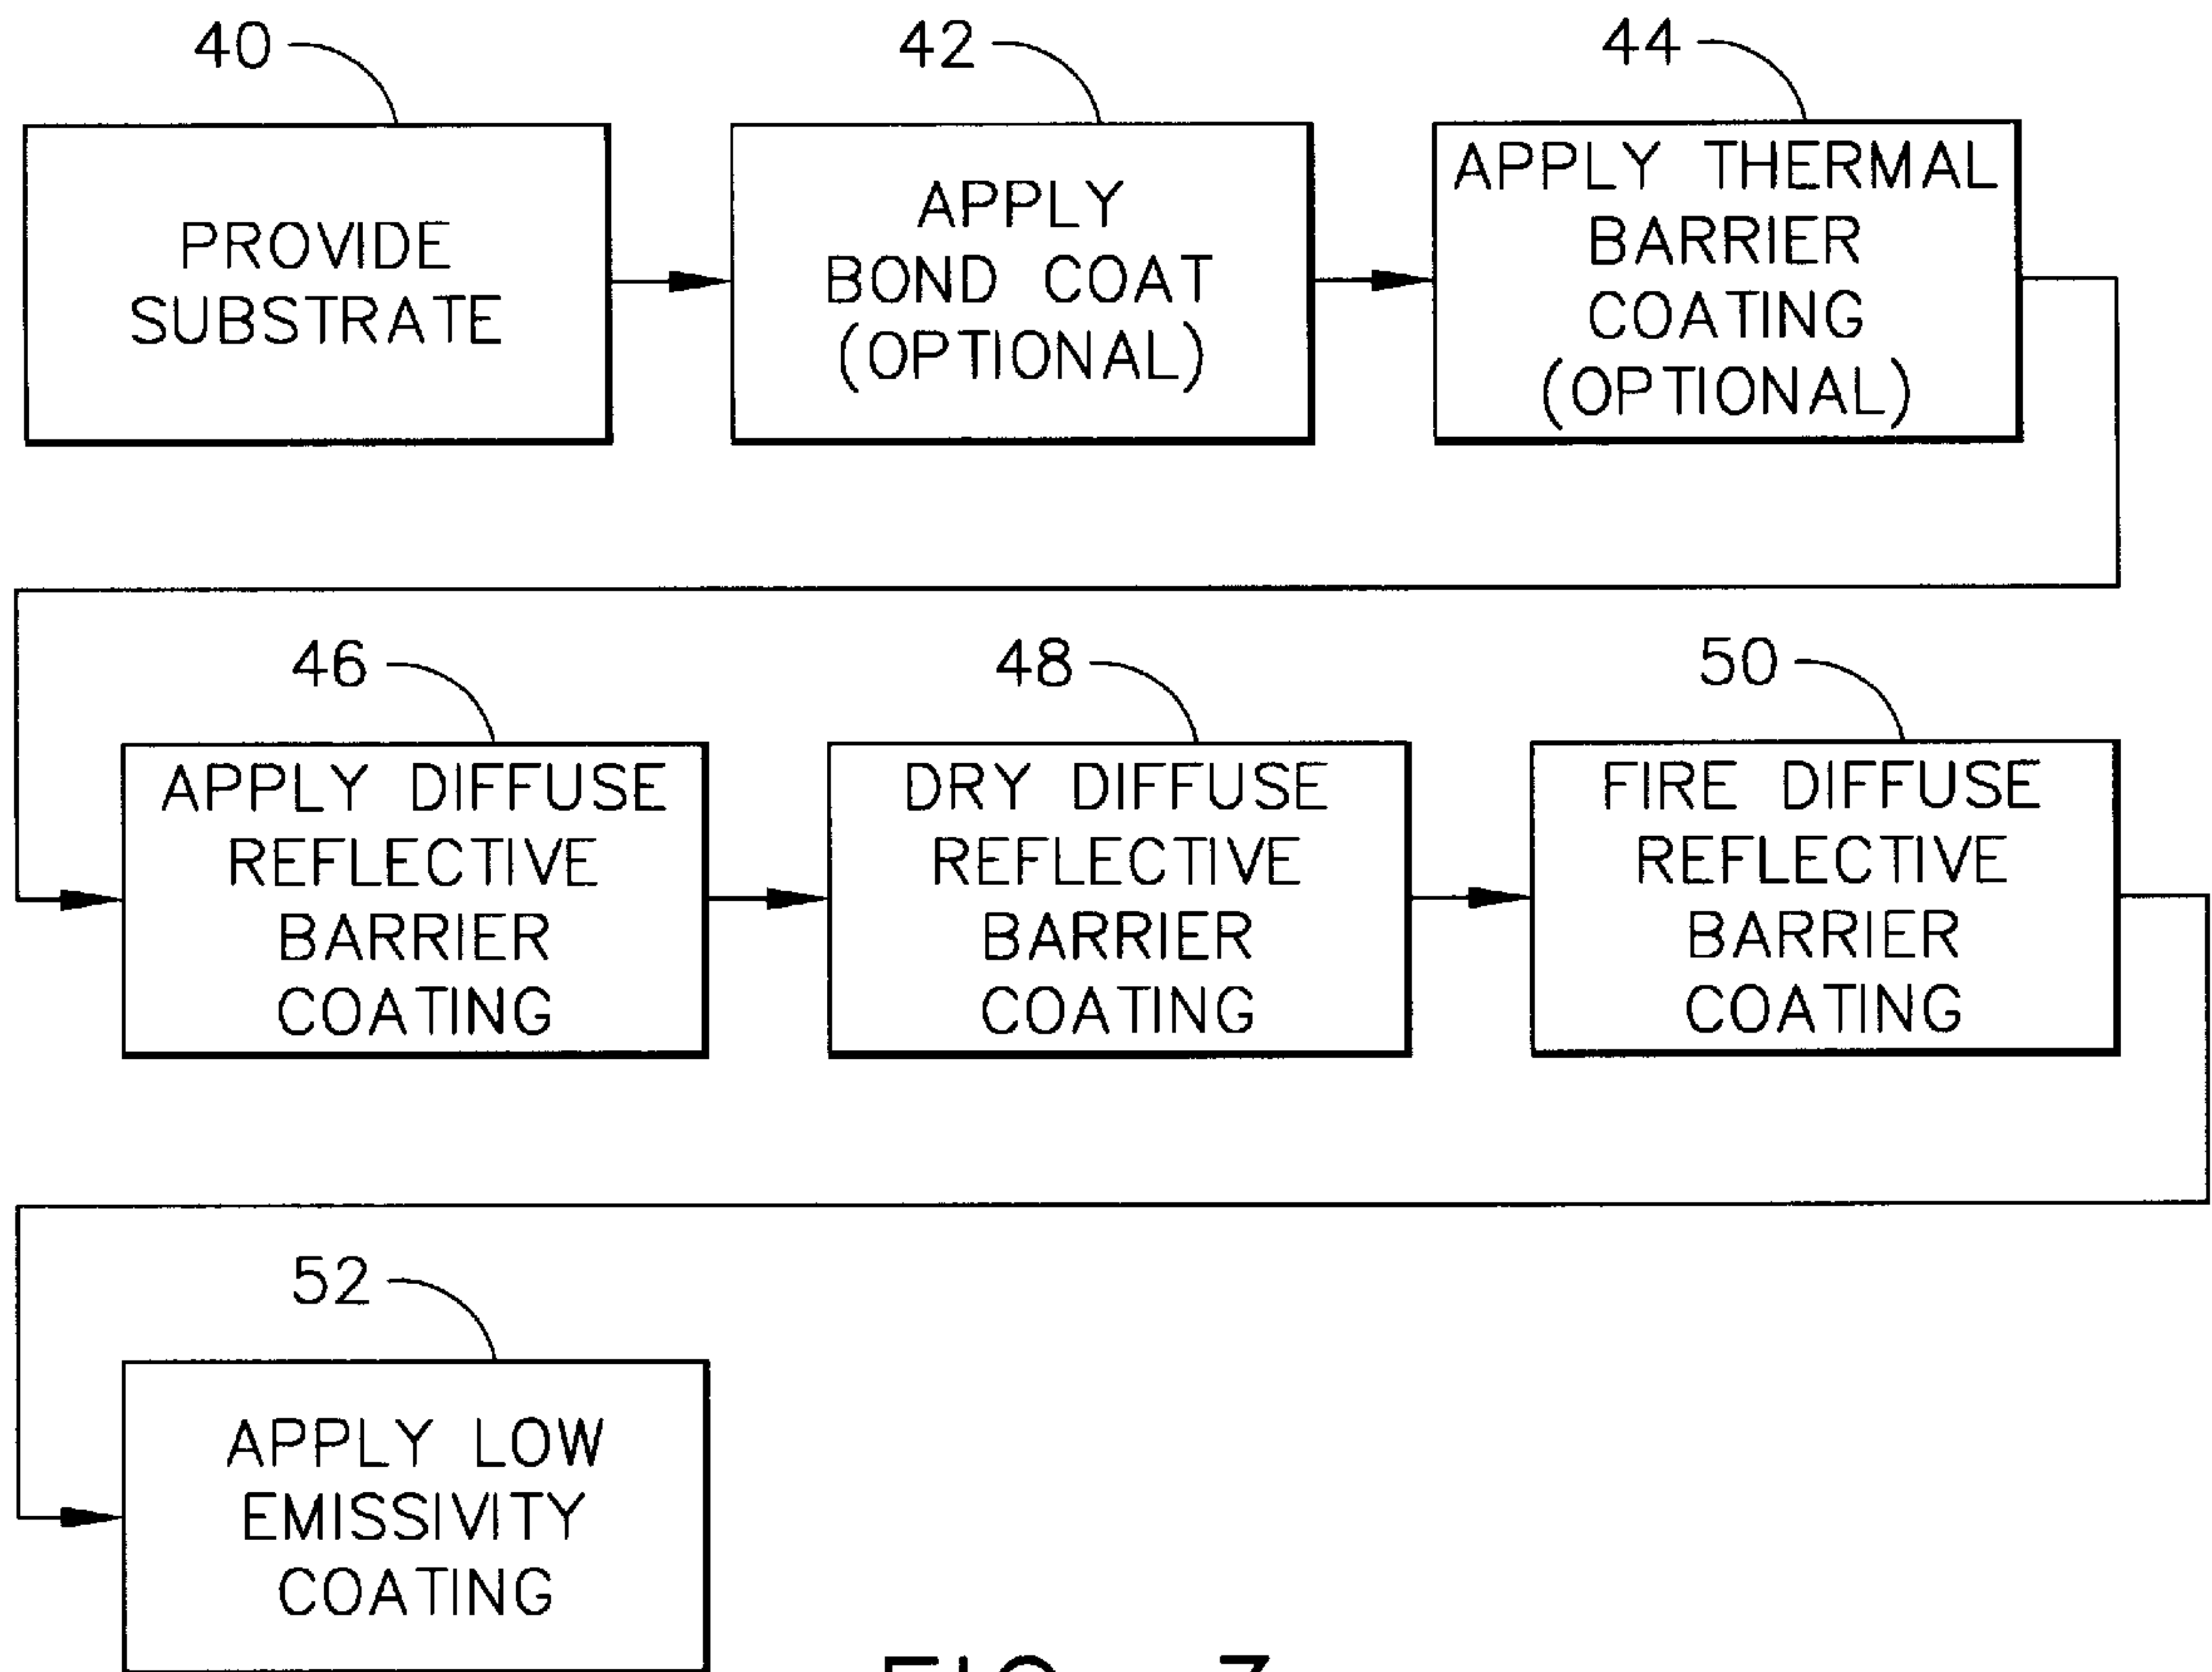 40
42
44
PROVIDE
SUBSTRATE
APPLY
BOND COAT
(OPTIONAL)
APPLY THERMAL
BARRIER
COATING
(OPTIONAL)
46
48
50
APPLY DIFFUSE
REFLECTIVE
BARRIER
COATING
DRY DIFFUSE
REFLECTIVE
BARRIER
COATING
FIRE DIFFUSE
REFLECTIVE
BARRIER
COATING
52
APPLY LOW
EMISSIVITY
COATING